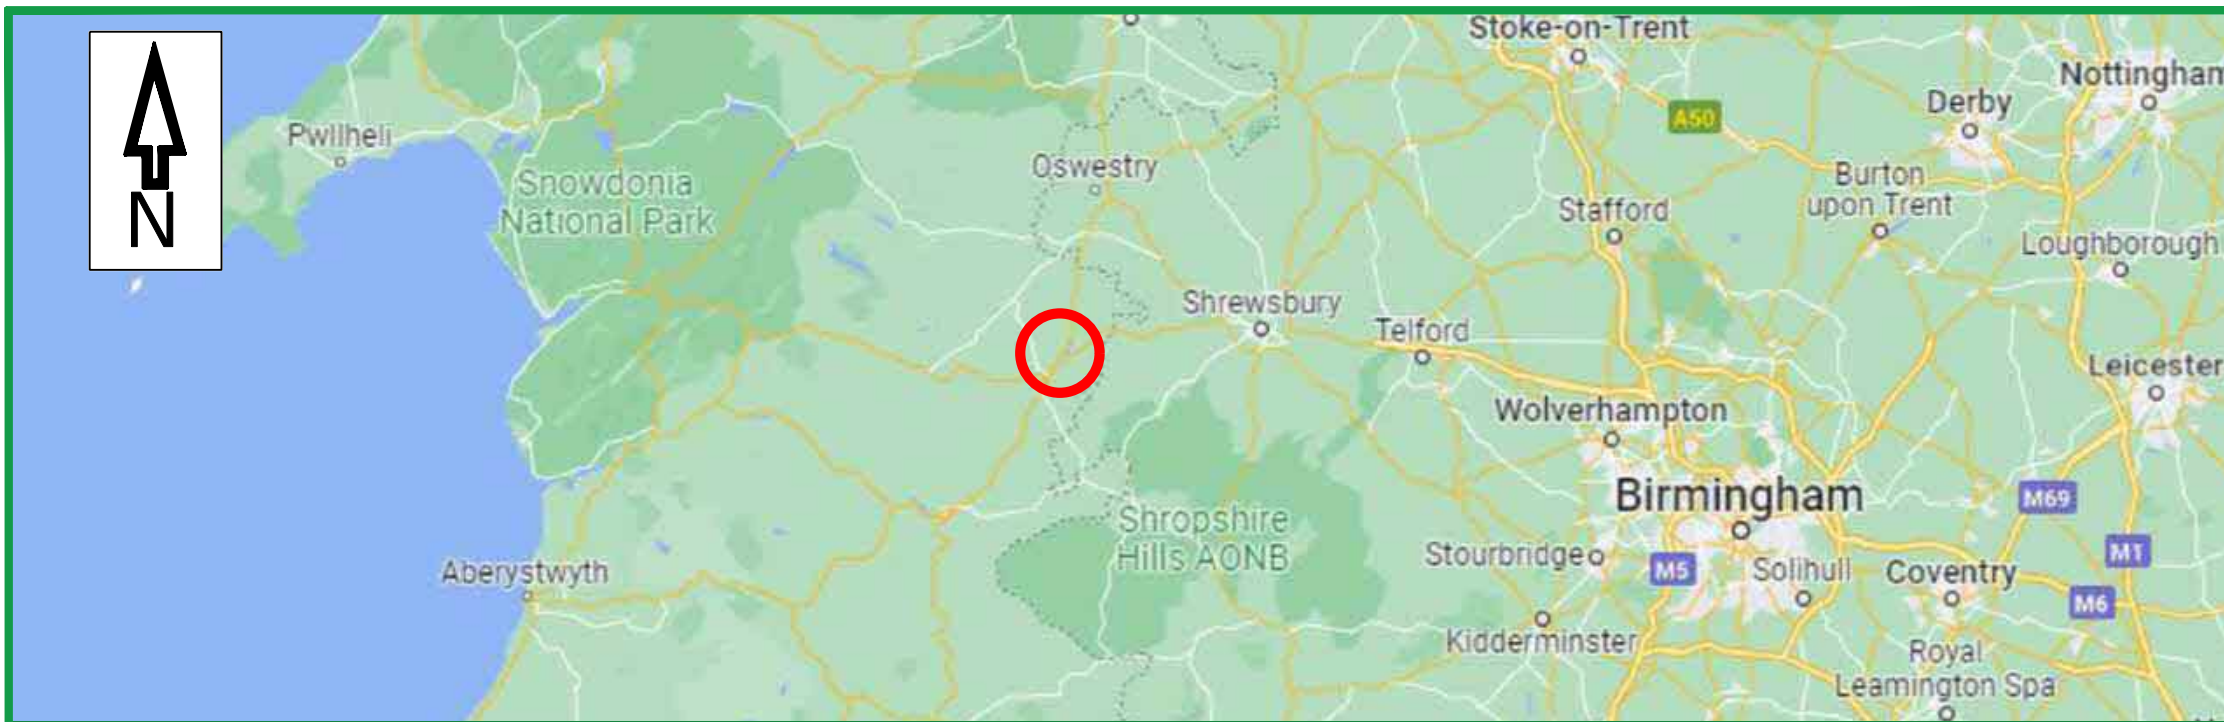 N
Pwllheli
Snowdonia
National Park
Oswestry
Stoke-on-Trent
A50
Derby
Nottingham
Burton
upon Trent
Stafford
Loughborough
Shrewsbury
Telford
Leicester
Wolverhampton
Birmingham
M69
Shropshire
Hills AONB
Stourbridge
M5
Solihull
Coventry
M1
M6
Aberystwyth
Kidderminster
Royal
Leamington Spa